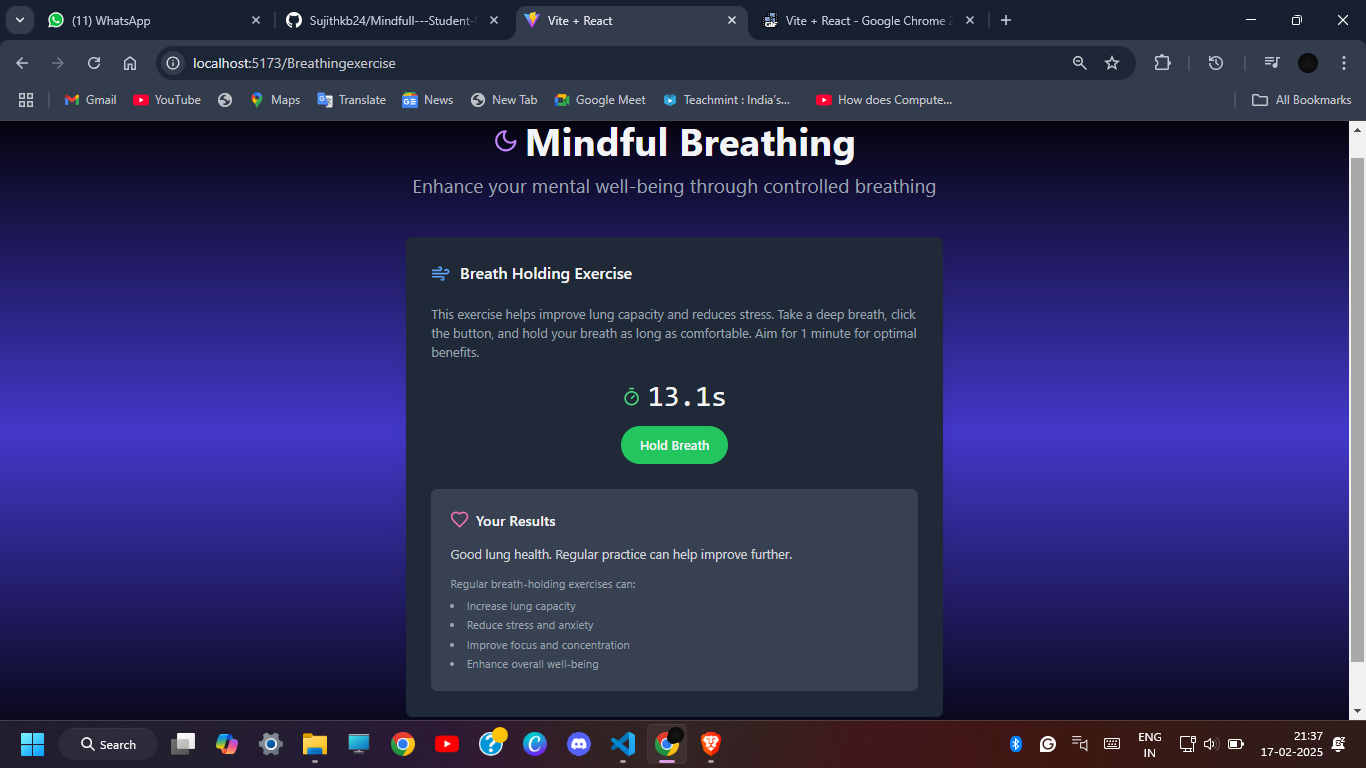 (11) WhatsApp
Sujithkb24/Mindfull---Student-
Vite + React
Vite + React - Google Chrome
localhost:5173/Breathingexercise
Gmail
YouTube
Maps
Translate
News
New Tab
Google Meet
Teachmint : India's...
How does Compute...
All Bookmarks
Mindful Breathing
Enhance your mental well-being through controlled breathing
Breath Holding Exercise
This exercise helps improve lung capacity and reduces stress. Take a deep breath, click
the button, and hold your breath as long as comfortable. Aim for 1 minute for optimal
benefits.
13.1s
Hold Breath
Your Results
Good lung health. Regular practice can help improve further.
Regular breath-holding exercises can:
• Increase lung capacity
• Reduce stress and anxiety
• Improve focus and concentration
• Enhance overall well-being
Search
ENG
IN
21:37
17-02-2025